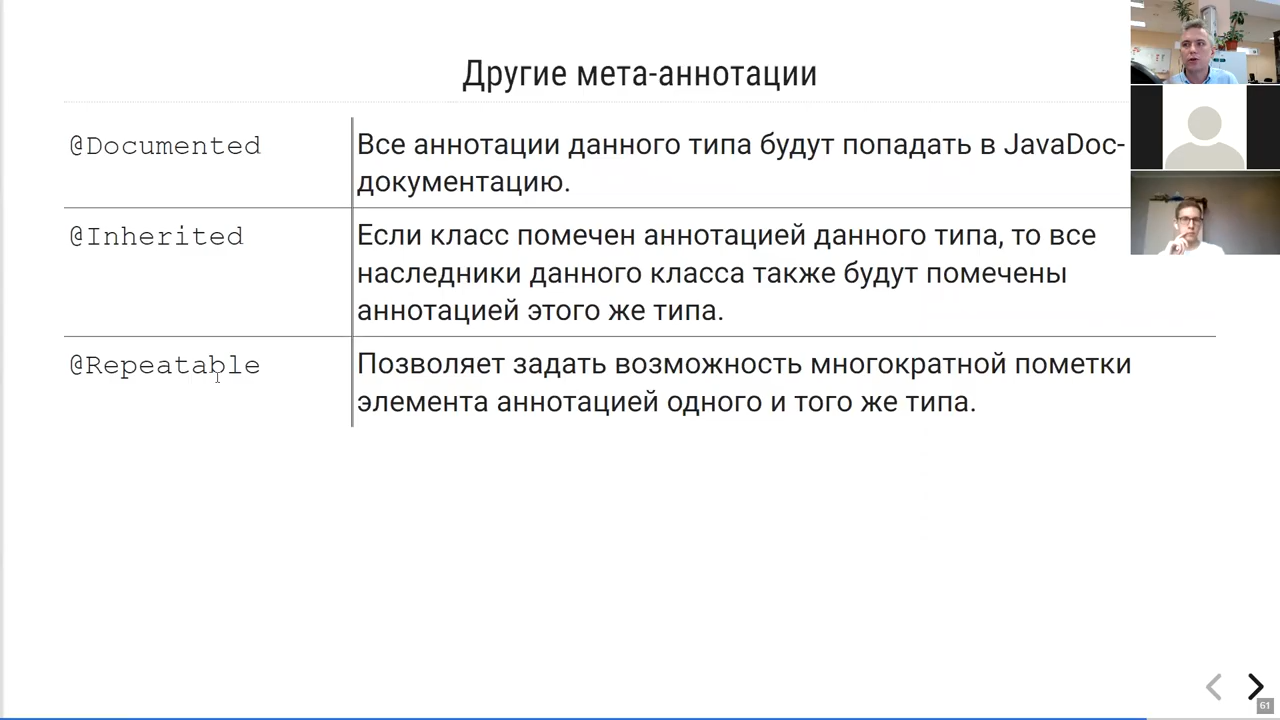 Другие мета-аннотации
@Documented
Все аннотации данного типа будут попадать в JavaDoc-
документацию.
@Inherited
Если класс помечен аннотацией данного типа, то все
наследники данного класса также будут помечены
аннотацией этого же типа.
@Repeatable
Позволяет задать возможность многократной пометки
элемента аннотацией одного и того же типа.
61